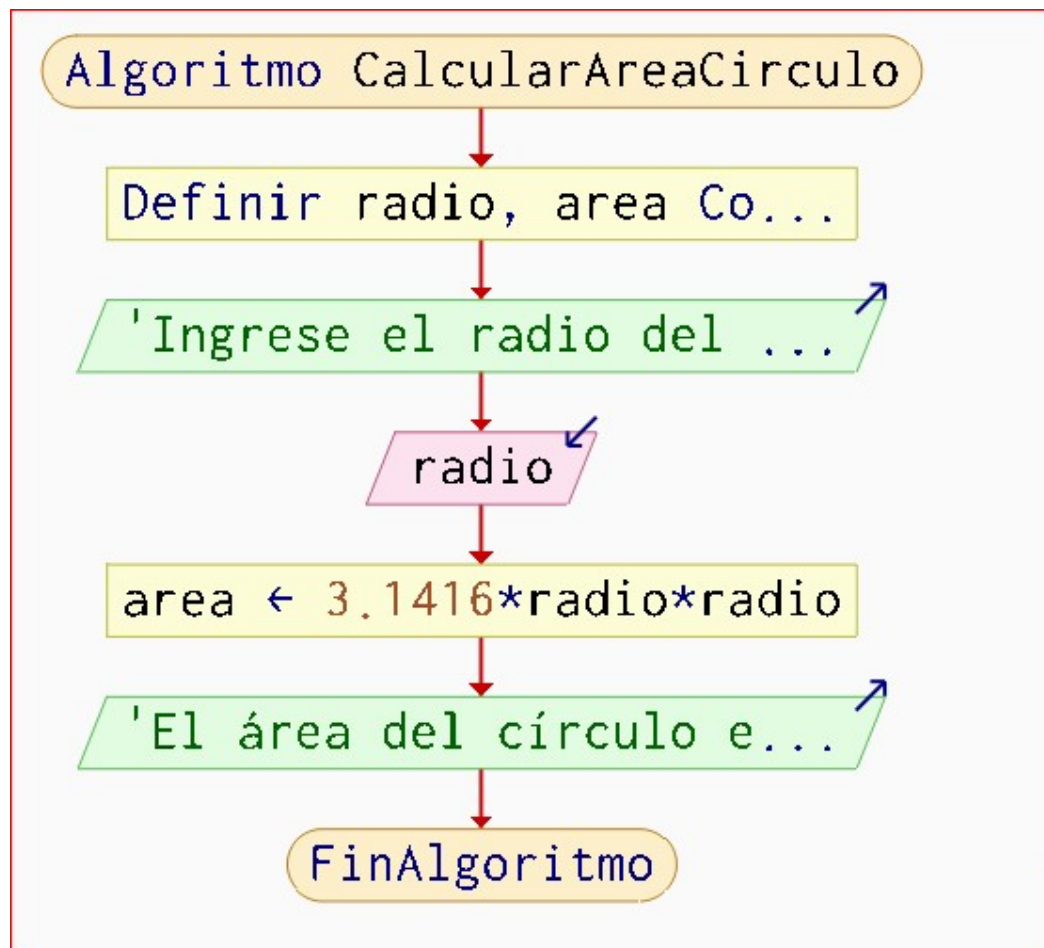 Algoritmo CalcularAreaCirculo
Definir radio, area Co...
'Ingrese el radio del ...
radio
area ← 3.1416*radio*radio
'El área del círculo e...
FinAlgoritmo